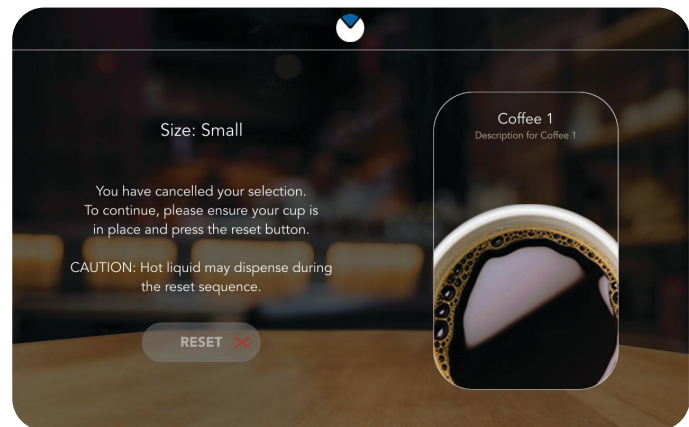 Size: Small
You have cancelled your selection.
To continue, please ensure your cup is
in place and press the reset button.
CAUTION: Hot liquid may dispense during
the reset sequence.
RESET
Coffee 1
Description for Coffee 1